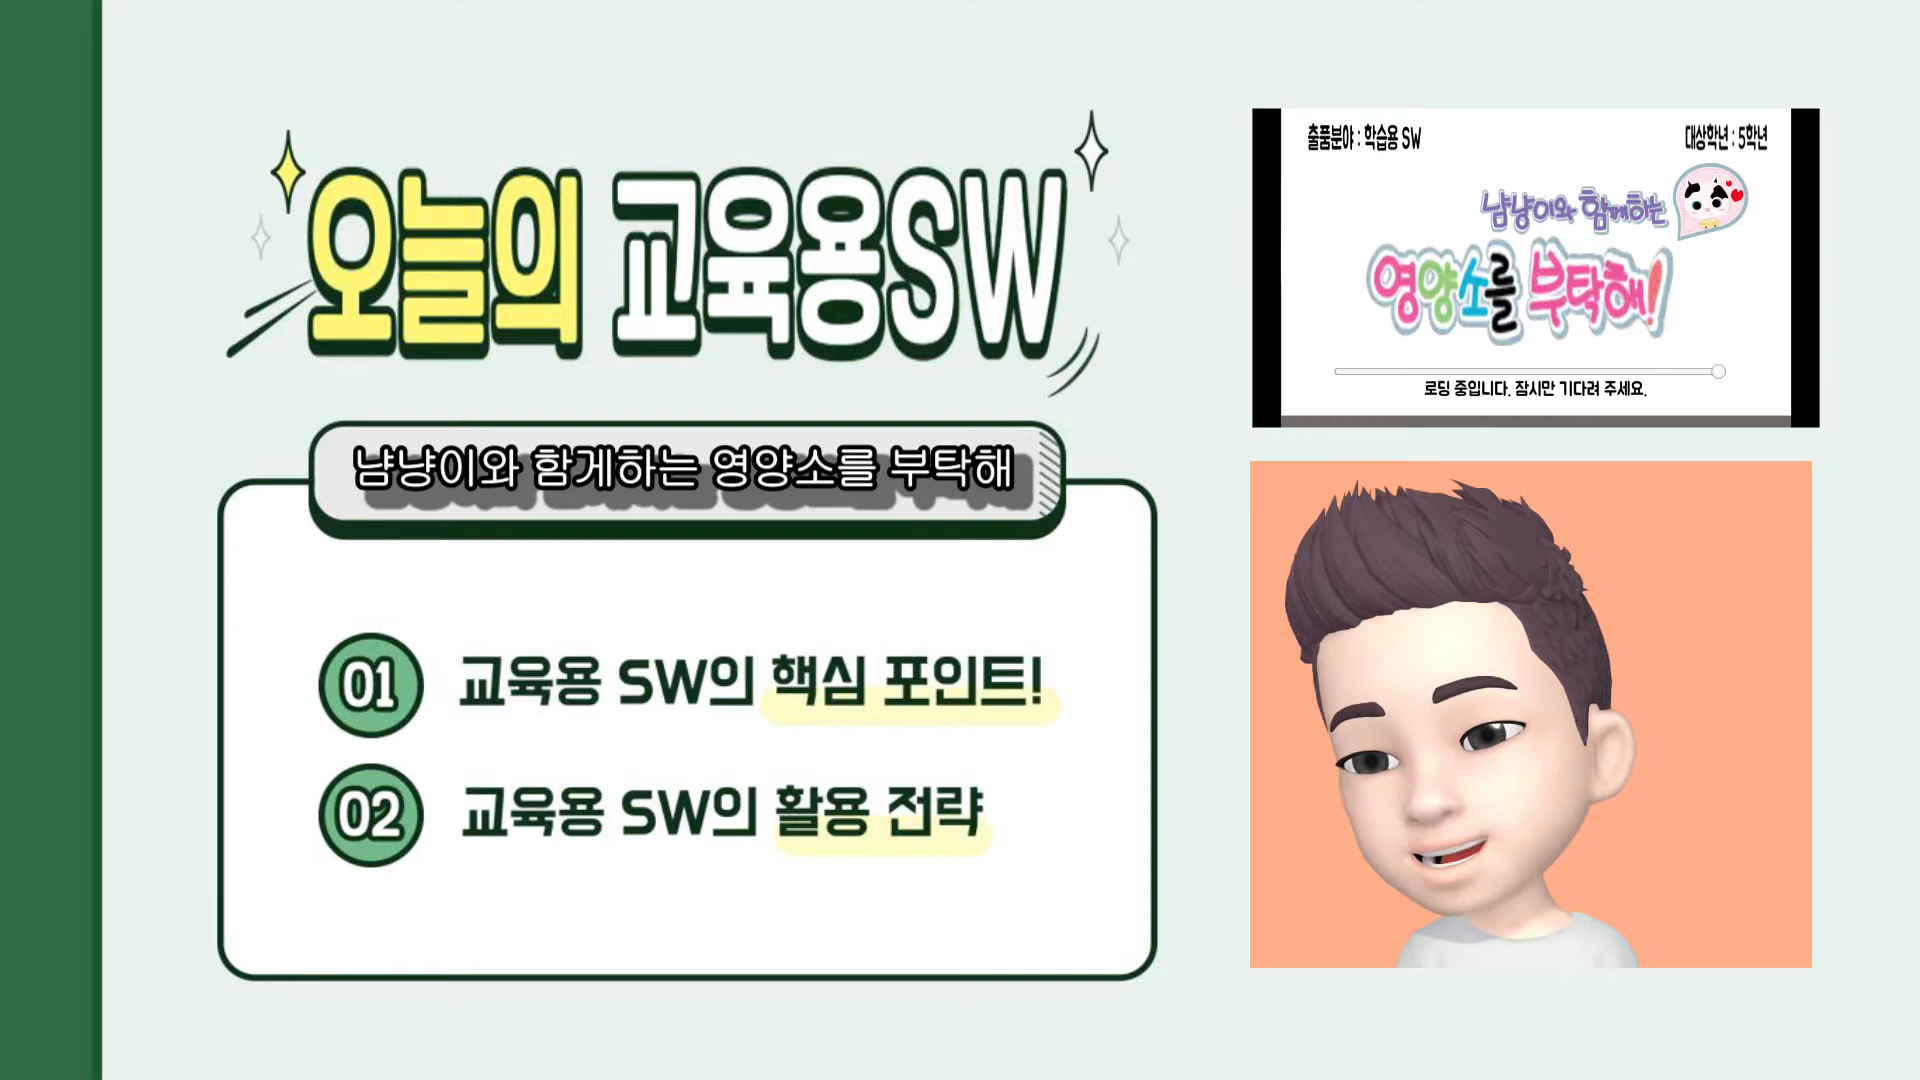 오늘의 교육용SW
냠냥이와 함게하는 영양소를 부탁해
01 교육용 SW의 핵심 포인트!
02 교육용 SW의 활용 전략
출품분야 : 학습용 SW
대상학년 : 5학년
냠냥이와 함께하는
영양소를 부탁해!
로딩 중입니다. 잠시만 기다려 주세요.